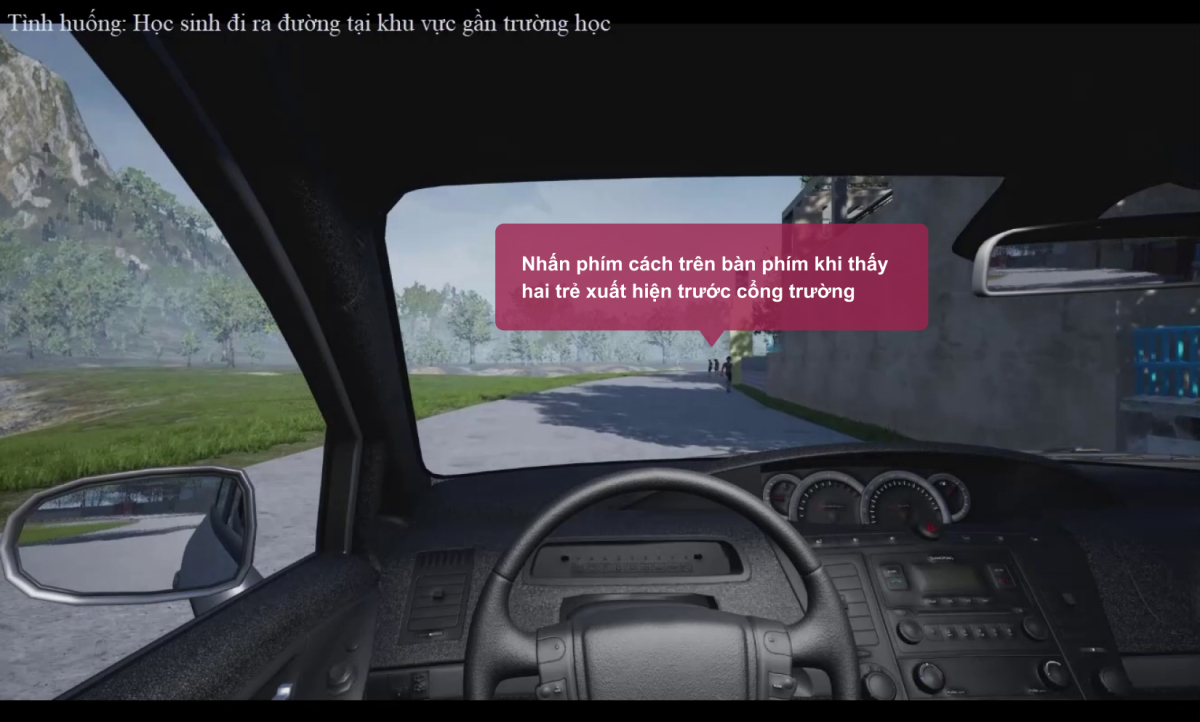 Tình huống: Học sinh đi ra đường tại khu vực gần trường học
Nhấn phím cách trên bàn phím khi thấy
hai trẻ xuất hiện trước cổng trường